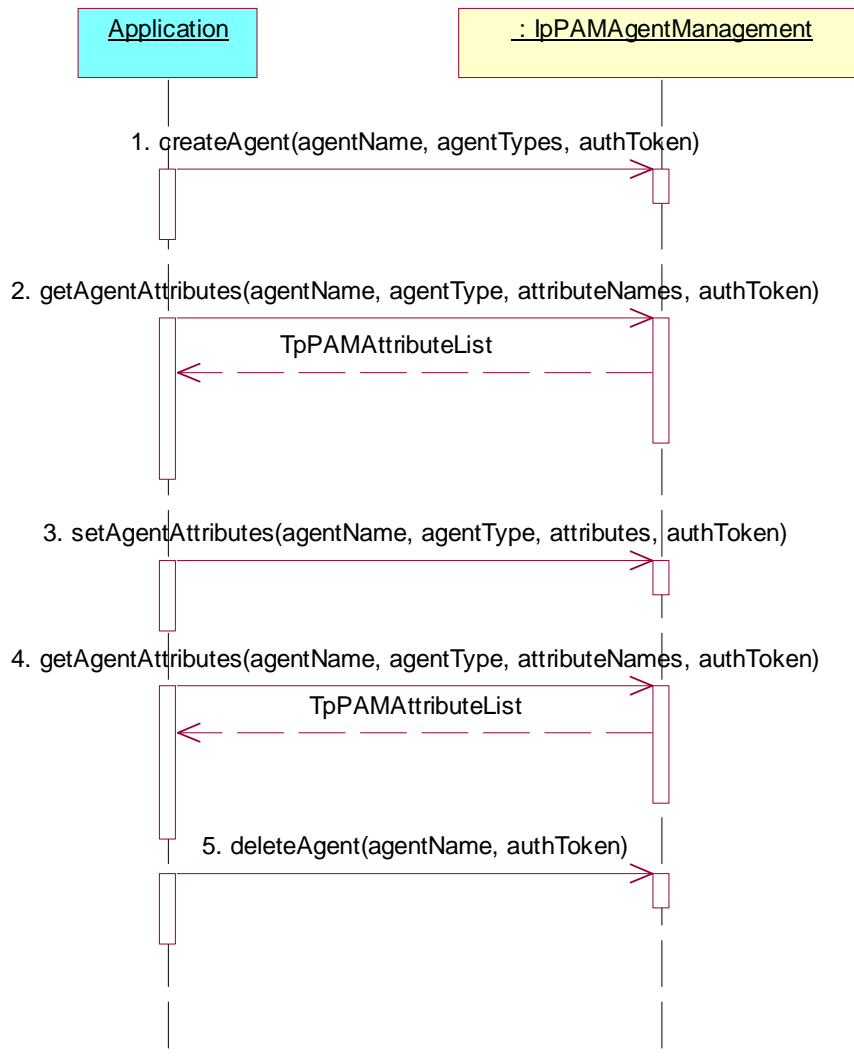 Application
: IpPAMAgentManagement
1. createAgent(agentName, agentTypes, authToken)
2. getAgentAttributes(agentName, agentType, attributeNames, authToken)
TpPAMAttributeList
3. setAgentAttributes(agentName, agentType, attributes, authToken)
4. getAgentAttributes(agentName, agentType, attributeNames, authToken)
TpPAMAttributeList
5. deleteAgent(agentName, authToken)